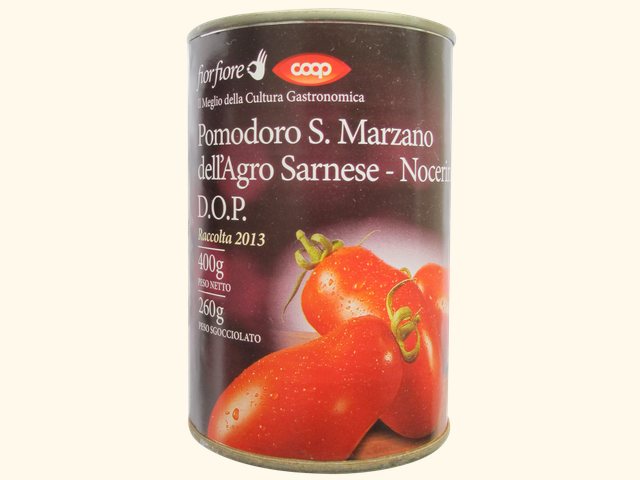 fiorfiore coop
Il Meglio della Cultura Gastronomica
Pomodoro S. Marzano
dell'Agro Sarnese - Nocerin
D.O.P.
Raccolta 2013
400g
PESO NETTO
260g
PESO SGOCCIOLATO